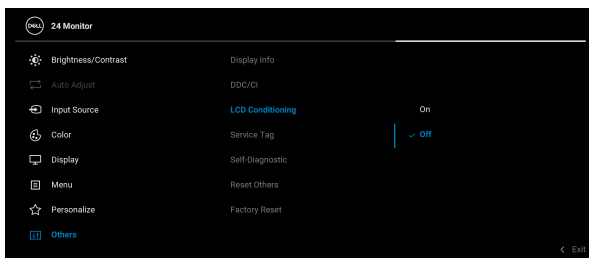 DELL 24 Monitor
Brightness/Contrast Display Info
Auto Adjust DDC/CI
Input Source LCD Conditioning On
Color Service Tag Off
Display Self-Diagnostic
Menu Reset Others
Personalize Factory Reset
Others
Exit